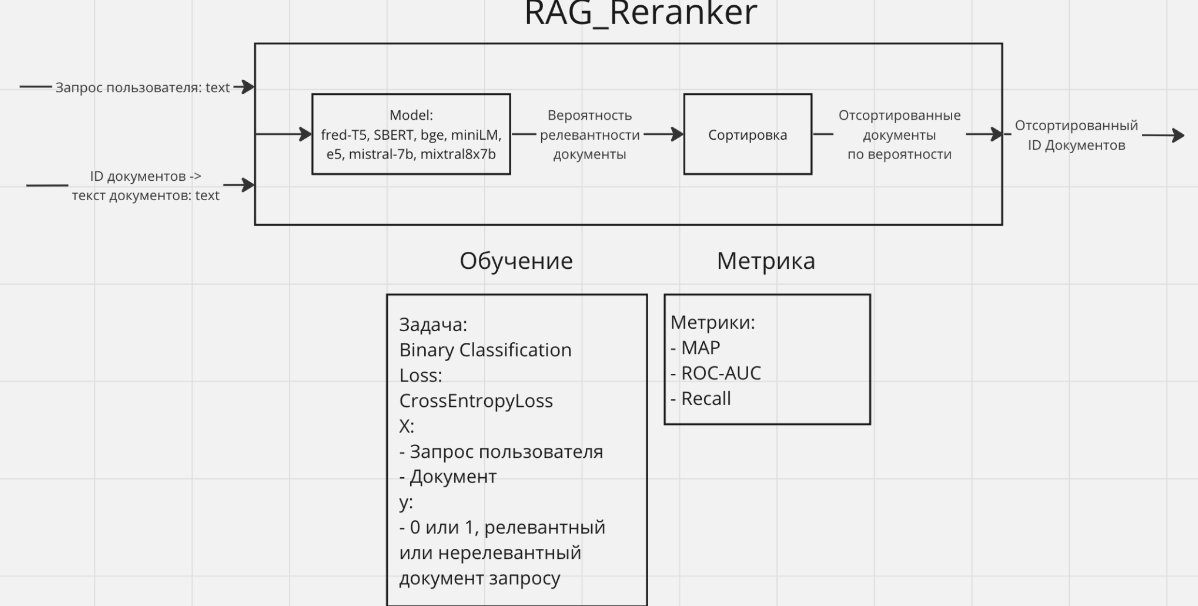 RAG_Reranker
Запрос пользователя: text
ID документов ->
текст документов: text
Model:
fred-T5, SBERT, bge, miniLM,
e5, mistral-7b, mixtral8x7b
Вероятность
релевантности
документы
Сортировка
Отсортированные
документы
по вероятности
Отсортированный
ID Документов
Обучение
Задача:
Binary Classification
Loss:
CrossEntropyLoss
X:
- Запрос пользователя
- Документ
y:
- 0 или 1, релевантный
или нерелевантный
документ запросу
Метрика
Метрики:
- MAP
- ROC-AUC
- Recall